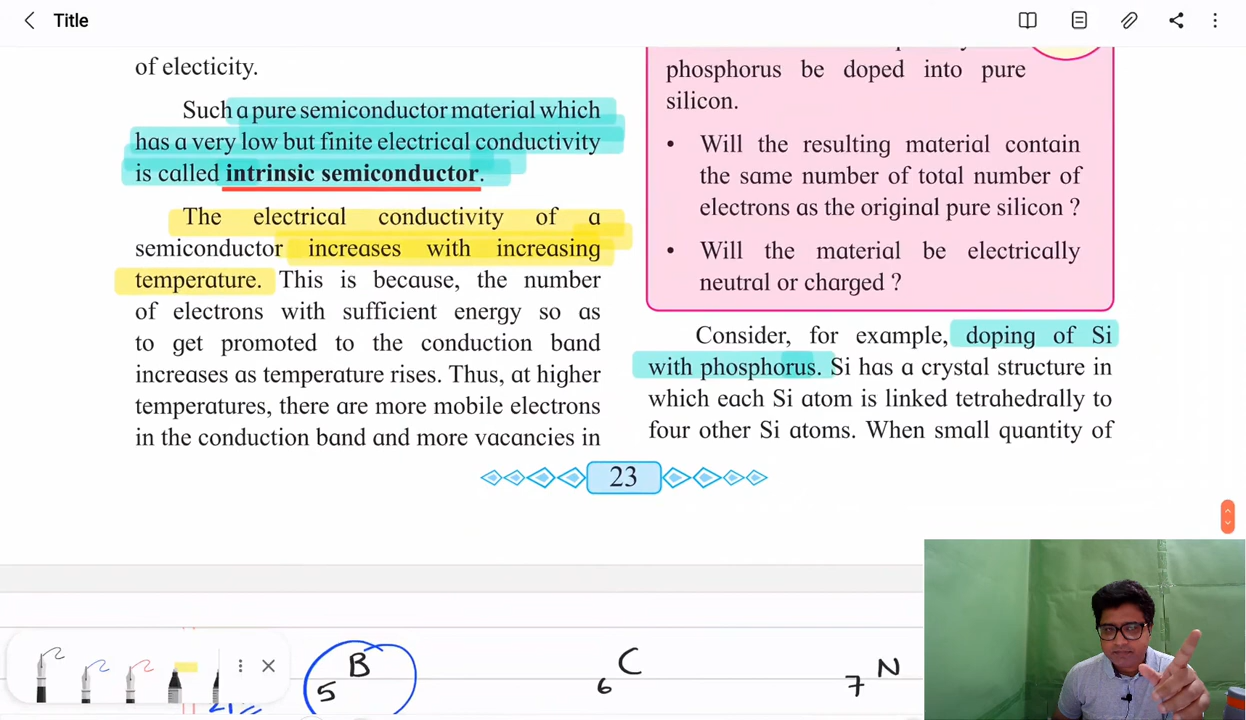 Title
of electicity.
Such a pure semiconductor material which
has a very low but finite electrical conductivity
is called intrinsic semiconductor.
The electrical conductivity of a
semiconductor increases with increasing
temperature. This is because, the number
of electrons with sufficient energy so as
to get promoted to the conduction band
increases as temperature rises. Thus, at higher
temperatures, there are more mobile electrons
in the conduction band and more vacancies in
phosphorus be doped into pure
silicon.
• Will the resulting material contain
the same number of total number of
electrons as the original pure silicon ?
• Will the material be electrically
neutral or charged ?
Consider, for example, doping of Si
with phosphorus. Si has a crystal structure in
which each Si atom is linked tetrahedrally to
four other Si atoms. When small quantity of
23
5 B
6 C
7 N